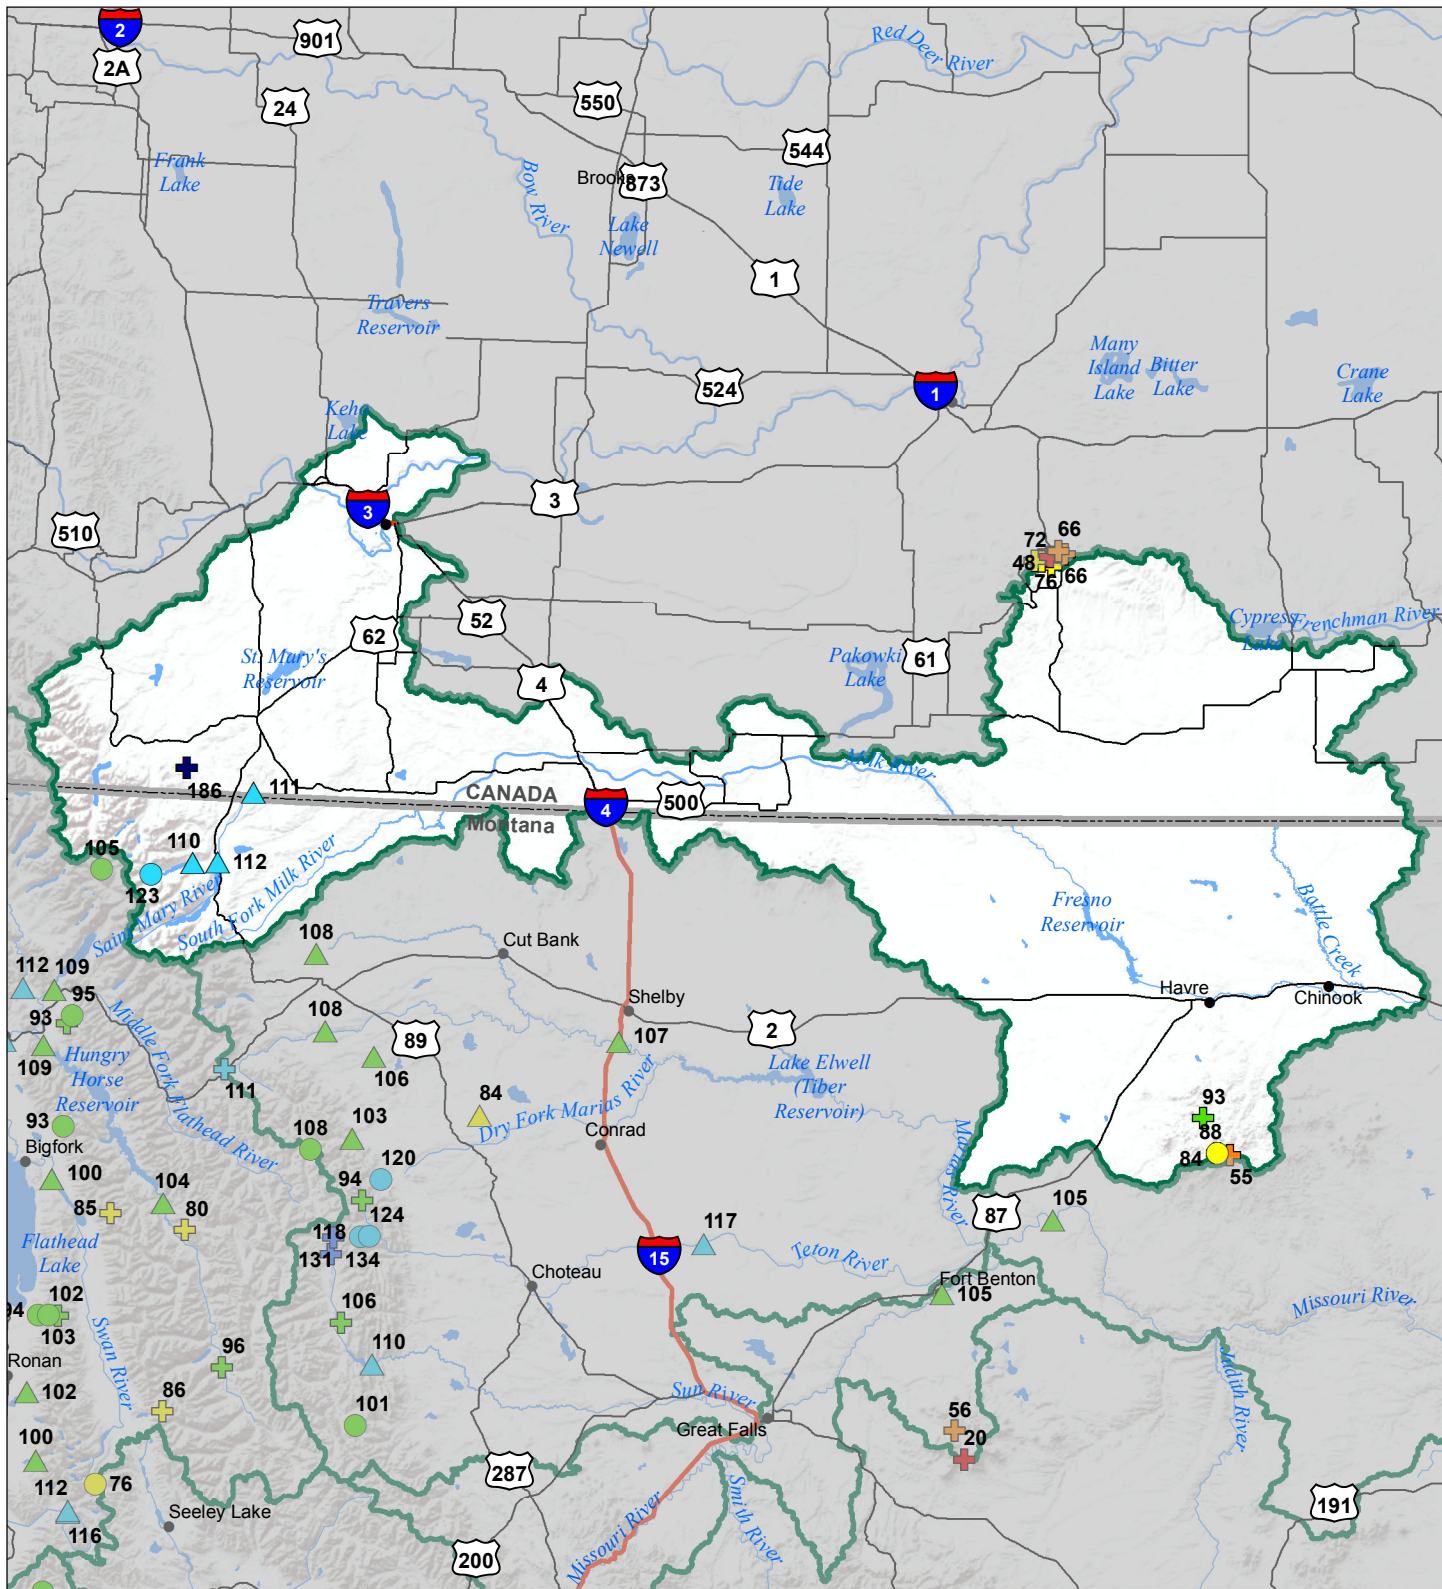 2
901
2A
24
550
544
Red Deer River
Frank
Lake
Bow River
Brooks
873
Tide
Lake
Lake
Newell
1
Travers
Reservoir
524
1
Many
Island
Lake
Bitter
Lake
Crane
Lake
Keho
Lake
3
3
510
72
66
48
76
66
52
62
61
4
St. Mary's
Reservoir
Pakowki
Lake
Cypress
Lake
Frenchman River
Milk River
186
111
CANADA
Montana
4
500
105
110
112
123
Saint Mary River
South Fork Milk River
Fresno
Reservoir
Battle Creek
108
Cut Bank
112
109
95
93
109
Havre
Chinook
Shelby
108
89
107
2
106
Hungry
Horse
Reservoir
Middle Fork Flathead River
111
Lake Elwell
(Tiber
Reservoir)
84
Dry Fork Marias River
93
93
88
84
55
Bigfork
108
103
Conrad
Marias River
100
104
94
120
85
80
124
118
131
134
105
87
117
15
Teton River
Flathead
Lake
Choteau
Fort Benton
105
Missouri River
94
102
103
106
Swan River
Ronan
96
110
102
86
101
Sun River
Great Falls
Judith River
56
20
100
287
112
76
116
Seeley Lake
Missouri River
Smith River
191
200